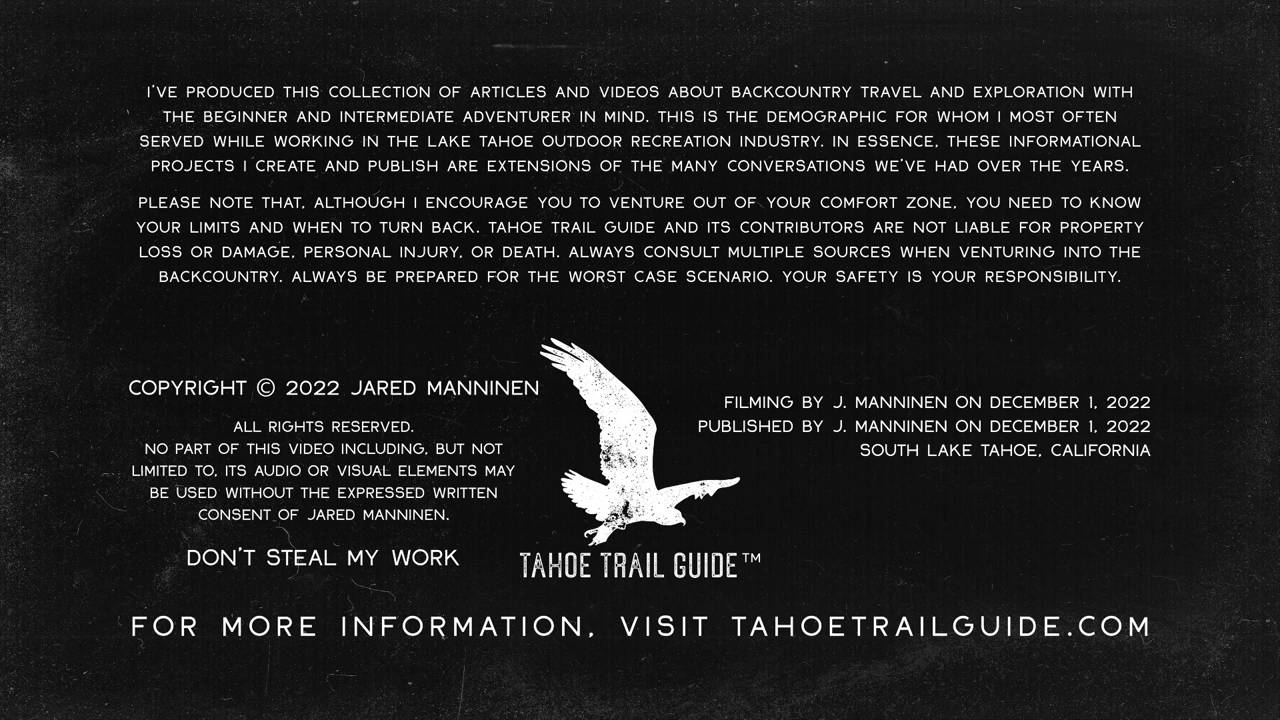 I'VE PRODUCED THIS COLLECTION OF ARTICLES AND VIDEOS ABOUT BACKCOUNTRY TRAVEL AND EXPLORATION WITH
THE BEGINNER AND INTERMEDIATE ADVENTURER IN MIND. THIS IS THE DEMOGRAPHIC FOR WHOM I MOST OFTEN
SERVED WHILE WORKING IN THE LAKE TAHOE OUTDOOR RECREATION INDUSTRY. IN ESSENCE, THESE INFORMATIONAL
PROJECTS I CREATE AND PUBLISH ARE EXTENSIONS OF THE MANY CONVERSATIONS WE'VE HAD OVER THE YEARS.
PLEASE NOTE THAT, ALTHOUGH I ENCOURAGE YOU TO VENTURE OUT OF YOUR COMFORT ZONE, YOU NEED TO KNOW
YOUR LIMITS AND WHEN TO TURN BACK. TAHOE TRAIL GUIDE AND ITS CONTRIBUTORS ARE NOT LIABLE FOR PROPERTY
LOSS OR DAMAGE, PERSONAL INJURY, OR DEATH. ALWAYS CONSULT MULTIPLE SOURCES WHEN VENTURING INTO THE
BACKCOUNTRY. ALWAYS BE PREPARED FOR THE WORST CASE SCENARIO. YOUR SAFETY IS YOUR RESPONSIBILITY.
COPYRIGHT © 2022 JARED MANNINEN
ALL RIGHTS RESERVED.
NO PART OF THIS VIDEO INCLUDING, BUT NOT
LIMITED TO, ITS AUDIO OR VISUAL ELEMENTS MAY
BE USED WITHOUT THE EXPRESSED WRITTEN
CONSENT OF JARED MANNINEN.
DON'T STEAL MY WORK
TAHOE TRAIL GUIDE™
FILMING BY J. MANNINEN ON DECEMBER 1, 2022
PUBLISHED BY J. MANNINEN ON DECEMBER 1, 2022
SOUTH LAKE TAHOE, CALIFORNIA
FOR MORE INFORMATION, VISIT TAHOETRAILGUIDE.COM